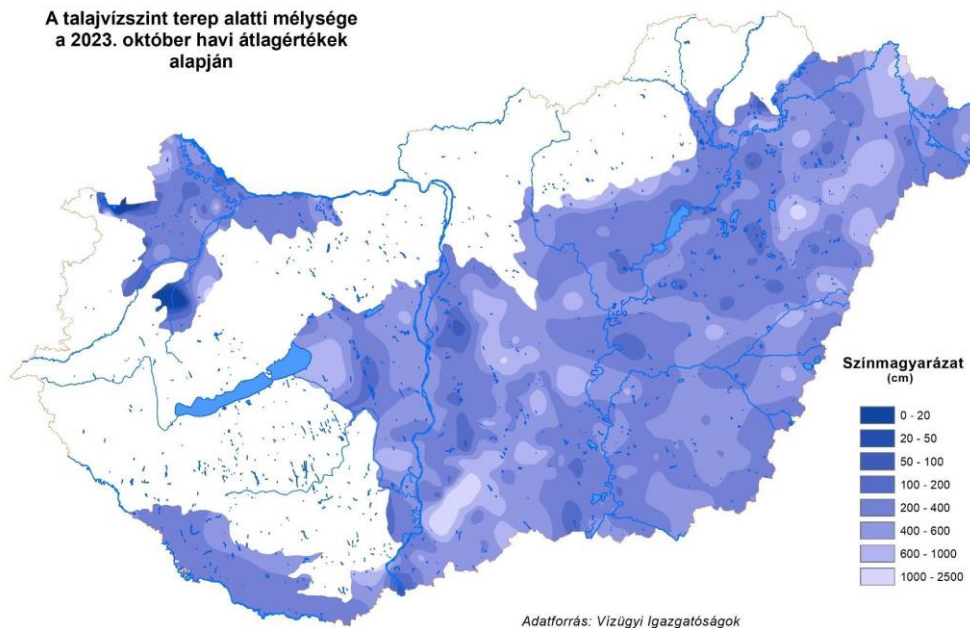 A talajvízszint terep alatti mélysége
a 2023. október havi átlagértékek
alapján
Színmagyarázat
(cm)
0 - 20
20 - 50
50 - 100
100 - 200
200 - 400
400 - 600
600 - 1000
1000 - 2500
Adatforrás: Vízügyi Igazgatóságok